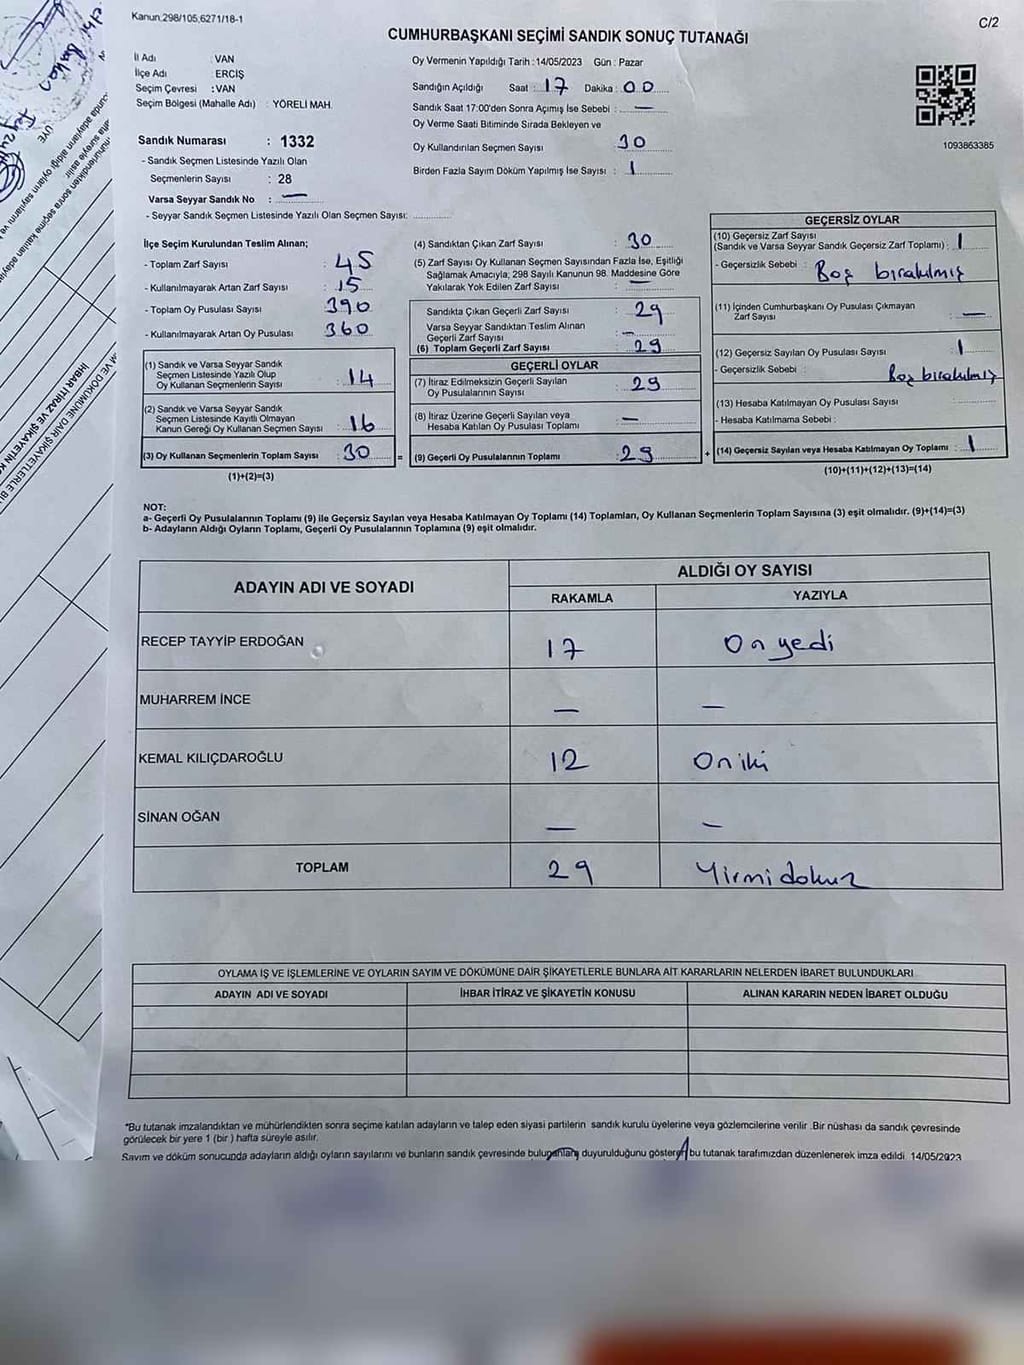 Kanun:298/105,6271/18-1
C/2
CUMHURBAŞKANI SEÇİMİ SANDIK SONUÇ TUTANAĞI
İl Adı : VAN
İlçe Adı : ERCİŞ
Seçim Çevresi : VAN
Seçim Bölgesi (Mahalle Adı) : YÖRELİ MAH.
Sandık Numarası : 1332
- Sandık Seçmen Listesinde Yazılı Olan
Seçmenlerin Sayısı : 28
Varsa Seyyar Sandık No : —
- Seyyar Sandık Seçmen Listesinde Yazılı Olan Seçmen Sayısı: ............
Oy Vermenin Yapıldığı Tarih : 14/05/2023 Gün : Pazar
Sandığın Açıldığı Saat : 17 Dakika : 00
Sandık Saat 17:00'den Sonra Açımış İse Sebebi : —
Oy Verme Saati Bitiminde Sırada Bekleyen ve
Oy Kullandırılan Seçmen Sayısı : 30
Birden Fazla Sayım Döküm Yapılmış İse Sayısı : 1
1093863385
İlçe Seçim Kurulundan Teslim Alınan;
- Toplam Zarf Sayısı : 45
- Kullanılmayarak Artan Zarf Sayısı : 15
- Toplam Oy Pusulası Sayısı : 390
- Kullanılmayarak Artan Oy Pusulası : 360
(1) Sandık ve Varsa Seyyar Sandık
Seçmen Listesinde Yazılı Olup
Oy Kullanan Seçmenlerin Sayısı : 14
(2) Sandık ve Varsa Seyyar Sandık
Seçmen Listesinde Kayıtlı Olmayan
Kanun Gereği Oy Kullanan Seçmen Sayısı : 16
(3) Oy Kullanan Seçmenlerin Toplam Sayısı : 30
(1)+(2)=(3)
(4) Sandıktan Çıkan Zarf Sayısı : 30
(5) Zarf Sayısı Oy Kullanan Seçmen Sayısından Fazla İse, Eşitliği
Sağlamak Amacıyla; 298 Sayılı Kanunun 98. Maddesine Göre
Yakılarak Yok Edilen Zarf Sayısı : —
Sandıkta Çıkan Geçerli Zarf Sayısı : 29
Varsa Seyyar Sandıktan Teslim Alınan
Geçerli Zarf Sayısı : —
(6) Toplam Geçerli Zarf Sayısı : 29
GEÇERLİ OYLAR
(7) İtiraz Edilmeksizin Geçerli Sayılan
Oy Pusulalarının Sayısı : 29
(8) İtiraz Üzerine Geçerli Sayılan veya
Hesaba Katılan Oy Pusulası Toplamı : —
= (9) Geçerli Oy Pusulalarının Toplamı : 29
GEÇERSİZ OYLAR
(10) Geçersiz Zarf Sayısı
(Sandık ve Varsa Seyyar Sandık Geçersiz Zarf Toplamı) : 1
- Geçersizlik Sebebi : Boş bırakılmış
(11) İçinden Cumhurbaşkanı Oy Pusulası Çıkmayan
Zarf Sayısı : —
(12) Geçersiz Sayılan Oy Pusulası Sayısı : 1
- Geçersizlik Sebebi : Boş bırakılmış
(13) Hesaba Katılmayan Oy Pusulası Sayısı :
- Hesaba Katılmama Sebebi :
+ (14) Geçersiz Sayılan veya Hesaba Katılmayan Oy Toplamı : 1
(10)+(11)+(12)+(13)=(14)
NOT:
a- Geçerli Oy Pusulalarının Toplamı (9) ile Geçersiz Sayılan veya Hesaba Katılmayan Oy Toplamı (14) Toplamları, Oy Kullanan Seçmenlerin Toplam Sayısına (3) eşit olmalıdır. (9)+(14)=(3)
b- Adayların Aldığı Oyların Toplamı, Geçerli Oy Pusulalarının Toplamına (9) eşit olmalıdır.
ADAYIN ADI VE SOYADI
ALDIĞI OY SAYISI
RAKAMLA YAZIYLA
RECEP TAYYİP ERDOĞAN 17 On yedi
MUHARREM İNCE — —
KEMAL KILIÇDAROĞLU 12 On iki
SİNAN OĞAN — —
TOPLAM 29 Yirmi dokuz
OYLAMA İŞ VE İŞLEMLERİNE VE OYLARIN SAYIM VE DÖKÜMÜNE DAİR ŞİKAYETLERLE BUNLARA AİT KARARLARIN NELERDEN İBARET BULUNDUKLARI
ADAYIN ADI VE SOYADI İHBAR İTİRAZ VE ŞİKAYETİN KONUSU ALINAN KARARIN NEDEN İBARET OLDUĞU
*Bu tutanak imzalandıktan ve mühürlendikten sonra seçime katılan adayların ve talep eden siyasi partilerin sandık kurulu üyelerine veya gözlemcilerine verilir .Bir nüshası da sandık çevresinde
görülecek bir yere 1 (bir ) hafta süreyle asılır.
Sayım ve döküm sonucunda adayların aldığı oyların sayılarını ve bunların sandık çevresinde bulunanlara duyurulduğunu gösteren bu tutanak tarafımızdan düzenlenerek imza edildi. 14/05/2023